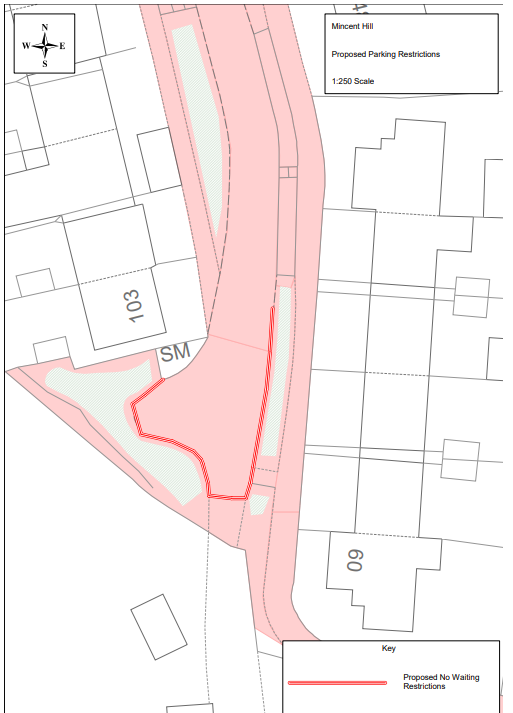 N
W E
S
Mincent Hill
Proposed Parking Restrictions
1:250 Scale
103
SM
60
Key
Proposed No Waiting
Restrictions